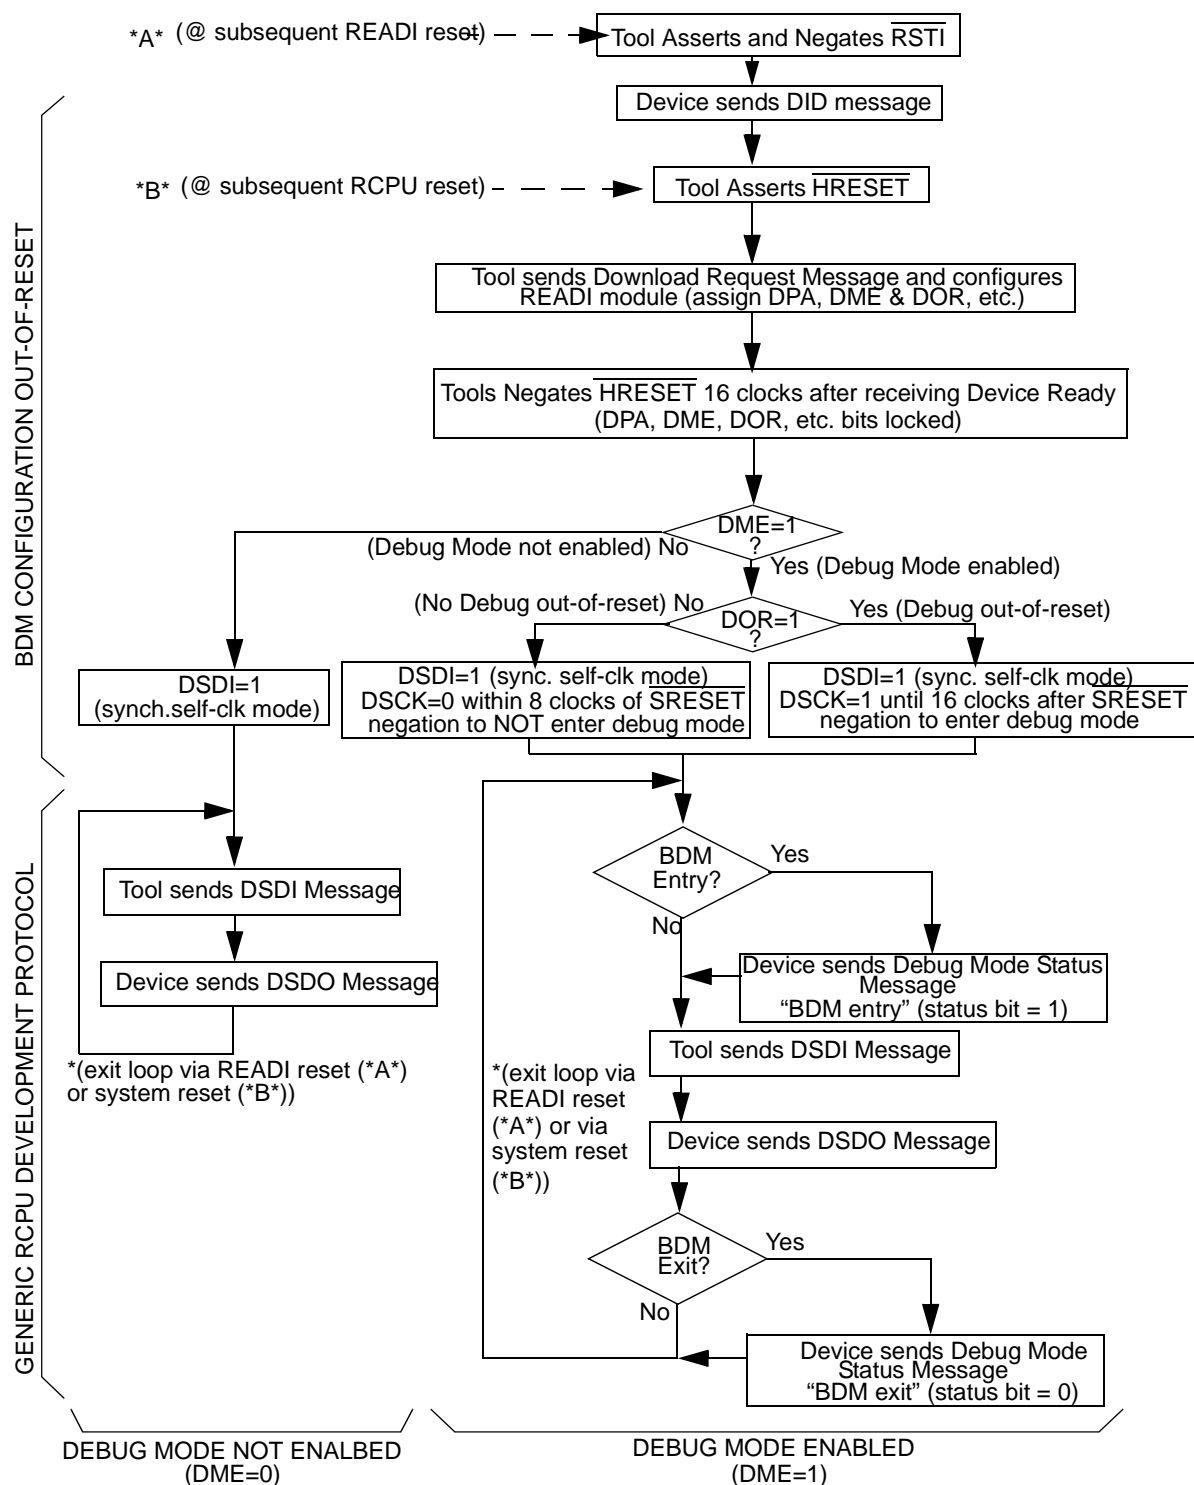 *A* (@ subsequent READI reset)
Tool Asserts and Negates RSTI
Device sends DID message
*B* (@ subsequent RCPU reset)
Tool Asserts HRESET
Tool sends Download Request Message and configures
READI module (assign DPA, DME & DOR, etc.)
Tools Negates HRESET 16 clocks after receiving Device Ready
(DPA, DME, DOR, etc. bits locked)
BDM CONFIGURATION OUT-OF-RESET
DME=1
?
(Debug Mode not enabled) No
Yes (Debug Mode enabled)
(No Debug out-of-reset) No
DOR=1
?
Yes (Debug out-of-reset)
DSDI=1
(synch.self-clk mode)
DSDI=1 (sync. self-clk mode)
DSCK=0 within 8 clocks of SRESET
negation to NOT enter debug mode
DSDI=1 (sync. self-clk mode)
DSCK=1 until 16 clocks after SRESET
negation to enter debug mode
GENERIC RCPU DEVELOPMENT PROTOCOL
Tool sends DSDI Message
Device sends DSDO Message
*(exit loop via READI reset (*A*)
or system reset (*B*))
BDM
Entry?
Yes
No
Device sends Debug Mode Status
Message
“BDM entry” (status bit = 1)
Tool sends DSDI Message
*(exit loop via
READI reset
(*A*) or via
system reset
(*B*))
Device sends DSDO Message
BDM
Exit?
Yes
No
Device sends Debug Mode
Status Message
“BDM exit” (status bit = 0)
DEBUG MODE NOT ENALBED
(DME=0)
DEBUG MODE ENABLED
(DME=1)